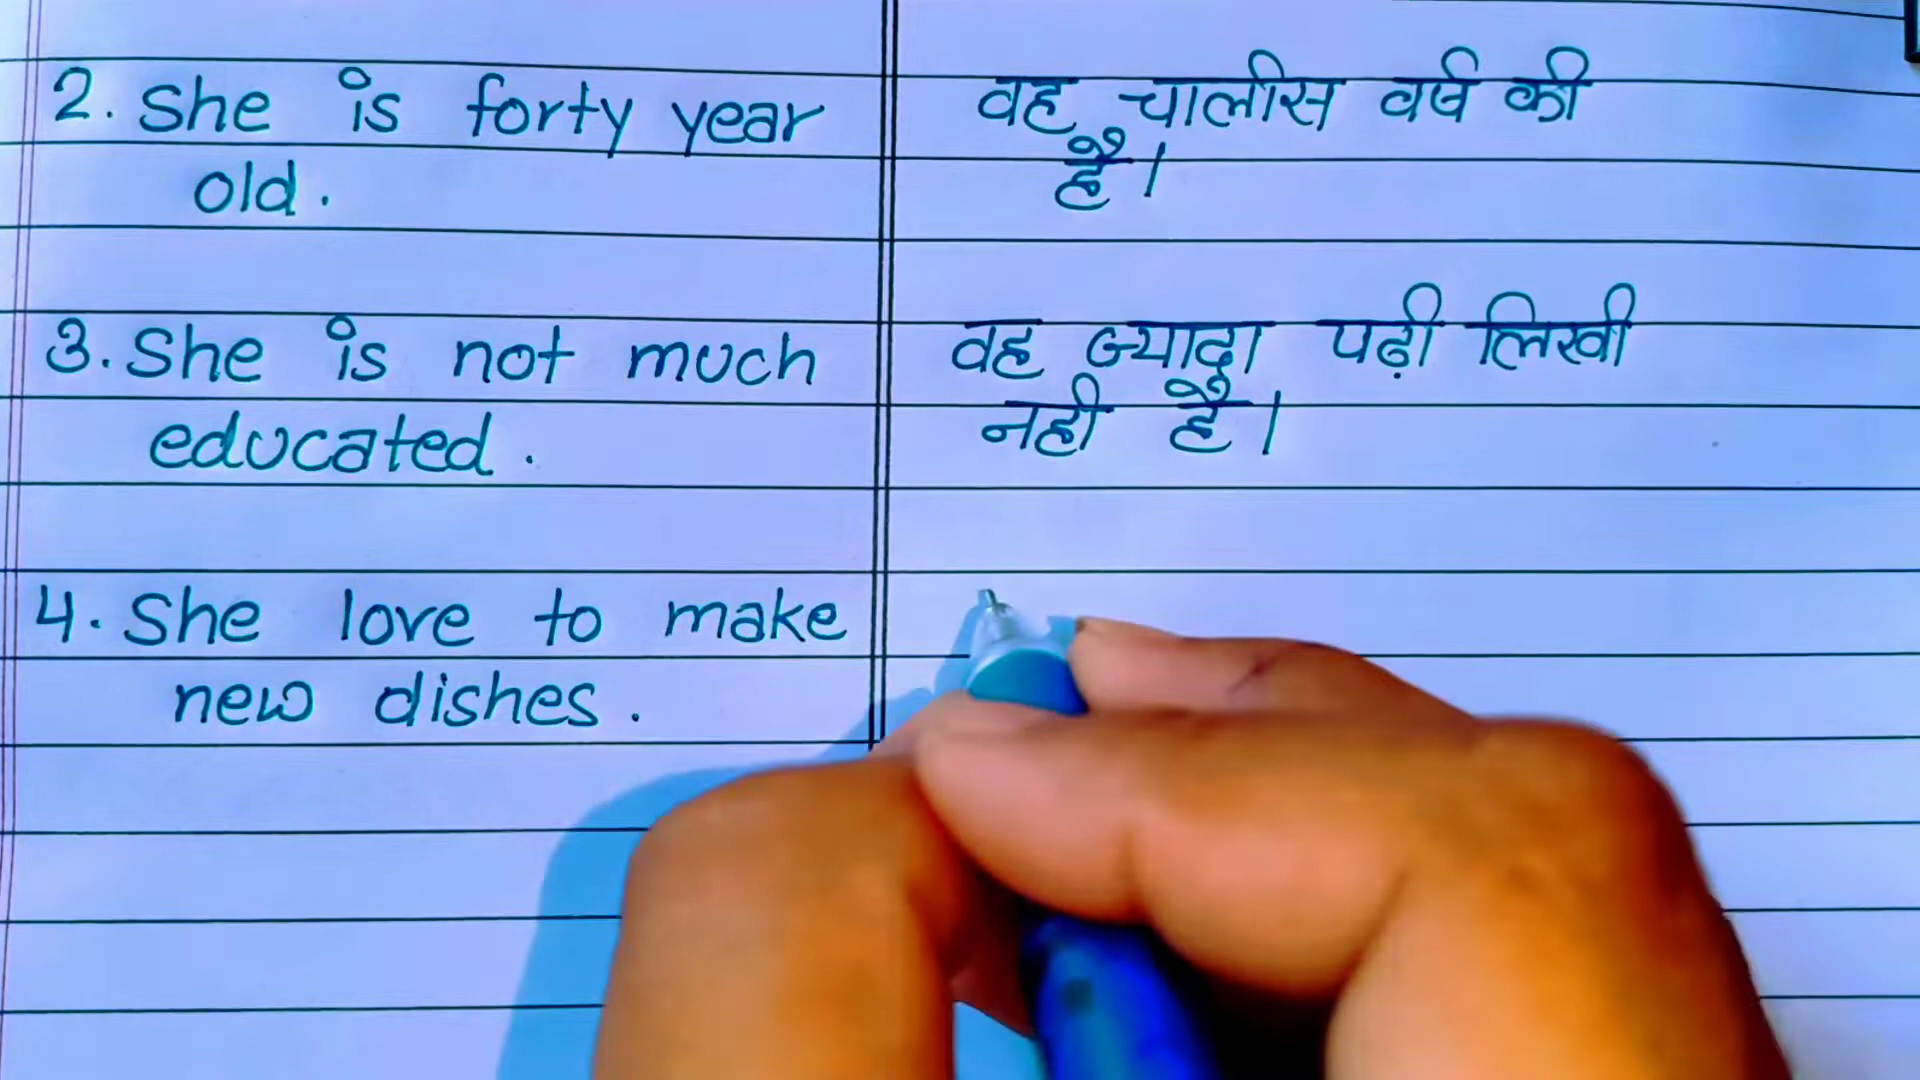 2. She is forty year
old.
वह चालीस वर्ष की
है।
3. She is not much
educated.
वह ज्यादा पढ़ी लिखी
नही है।
4. She love to make
new dishes.